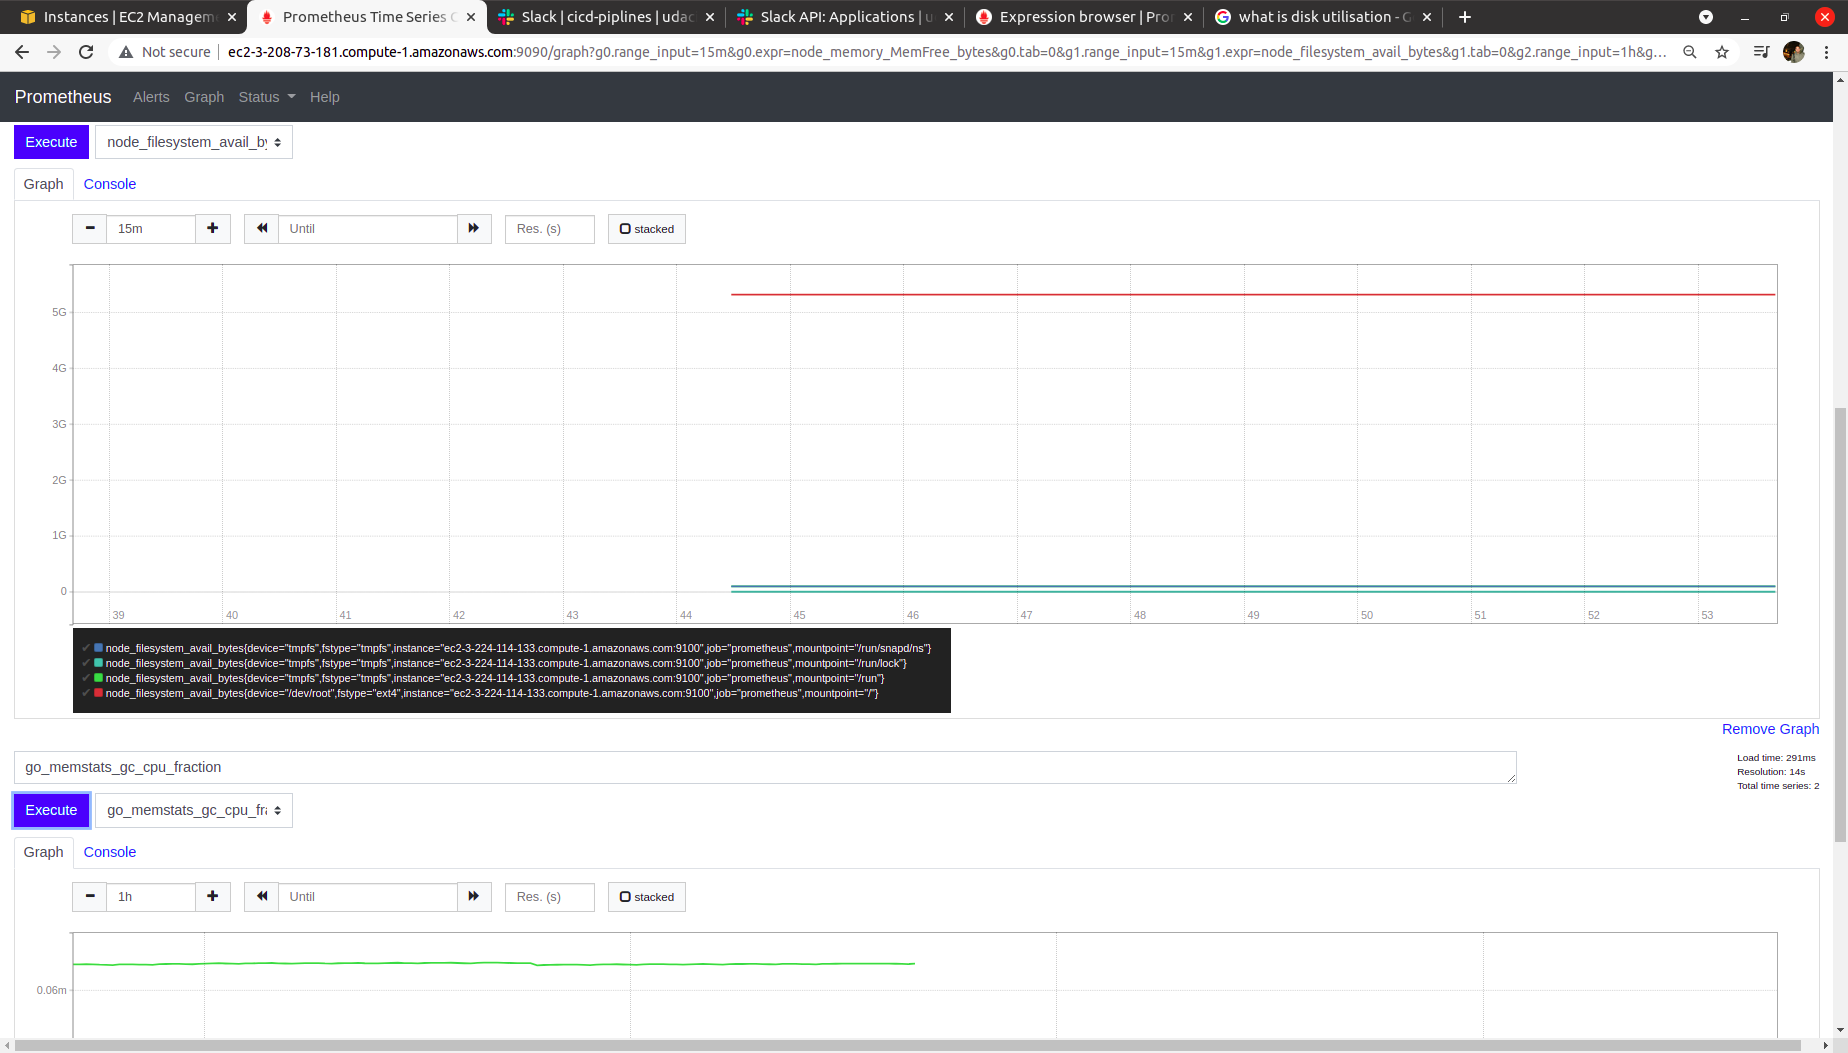 Instances | EC2 Managem
Prometheus Time Series C
Slack | cicd-piplines | udac
Slack API: Applications | u
Expression browser | Pro
what is disk utilisation - G
Not secure
ec2-3-208-73-181.compute-1.amazonaws.com:9090/graph?g0.range_input=15m&g0.expr=node_memory_MemFree_bytes&g0.tab=0&g1.range_input=15m&g1.expr=node_filesystem_avail_bytes&g1.tab=0&g2.range_input=1h&g...
Prometheus Alerts Graph Status Help
Execute node_filesystem_avail_by
Graph Console
15m Until Res. (s) stacked
5G
4G
3G
2G
1G
0
39 40 41 42 43 44 45 46 47 48 49 50 51 52 53
node_filesystem_avail_bytes{device="tmpfs",fstype="tmpfs",instance="ec2-3-224-114-133.compute-1.amazonaws.com:9100",job="prometheus",mountpoint="/run/snapd/ns"}
node_filesystem_avail_bytes{device="tmpfs",fstype="tmpfs",instance="ec2-3-224-114-133.compute-1.amazonaws.com:9100",job="prometheus",mountpoint="/run/lock"}
node_filesystem_avail_bytes{device="tmpfs",fstype="tmpfs",instance="ec2-3-224-114-133.compute-1.amazonaws.com:9100",job="prometheus",mountpoint="/run"}
node_filesystem_avail_bytes{device="/dev/root",fstype="ext4",instance="ec2-3-224-114-133.compute-1.amazonaws.com:9100",job="prometheus",mountpoint="/"}
Remove Graph
go_memstats_gc_cpu_fraction
Load time: 291ms
Resolution: 14s
Total time series: 2
Execute go_memstats_gc_cpu_fra
Graph Console
1h Until Res. (s) stacked
0.06m